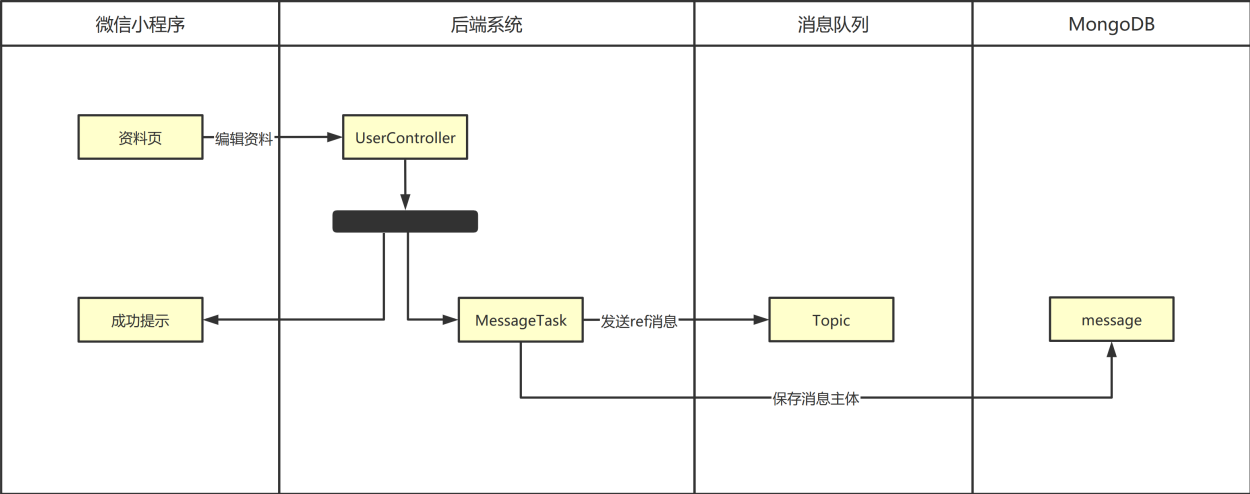 微信小程序
后端系统
消息队列
MongoDB
资料页
编辑资料
UserController
成功提示
MessageTask
发送ref消息
Topic
message
保存消息主体